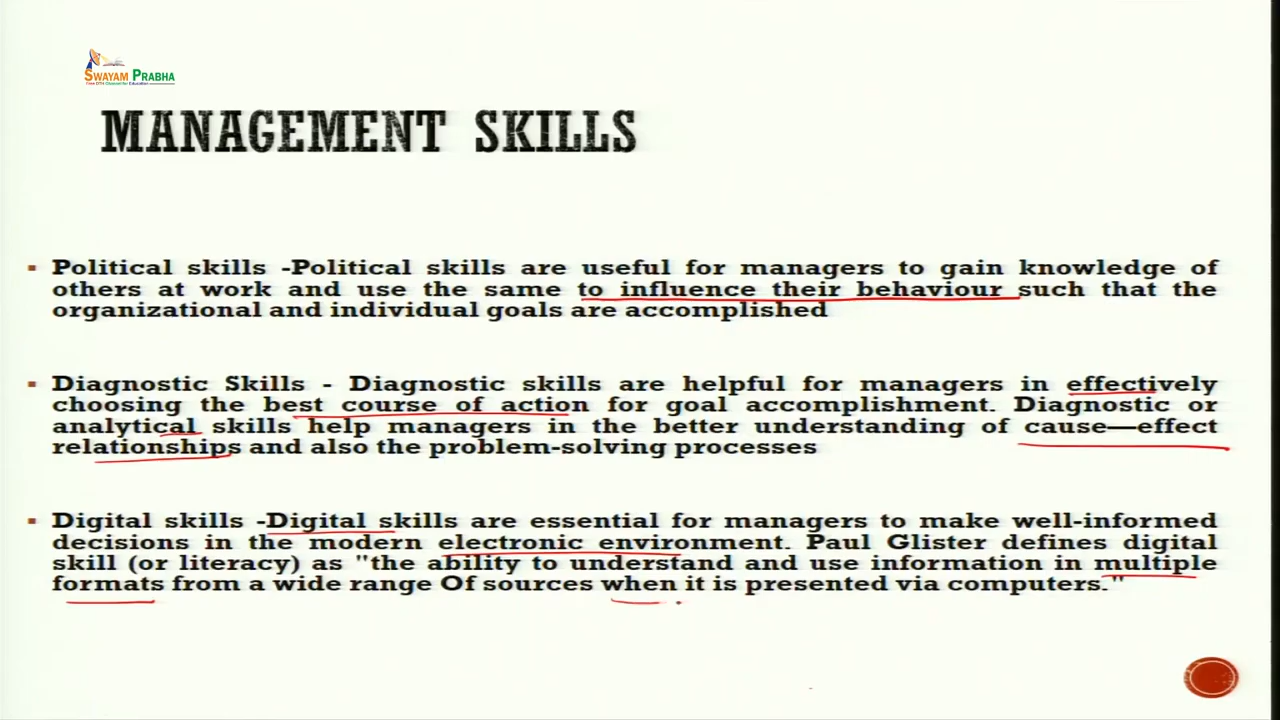 SWAYAM PRABHA
MANAGEMENT SKILLS
▪ Political skills -Political skills are useful for managers to gain knowledge of
others at work and use the same to influence their behaviour such that the
organizational and individual goals are accomplished
▪ Diagnostic Skills - Diagnostic skills are helpful for managers in effectively
choosing the best course of action for goal accomplishment. Diagnostic or
analytical skills help managers in the better understanding of cause—effect
relationships and also the problem-solving processes
▪ Digital skills -Digital skills are essential for managers to make well-informed
decisions in the modern electronic environment. Paul Glister defines digital
skill (or literacy) as "the ability to understand and use information in multiple
formats from a wide range Of sources when it is presented via computers."